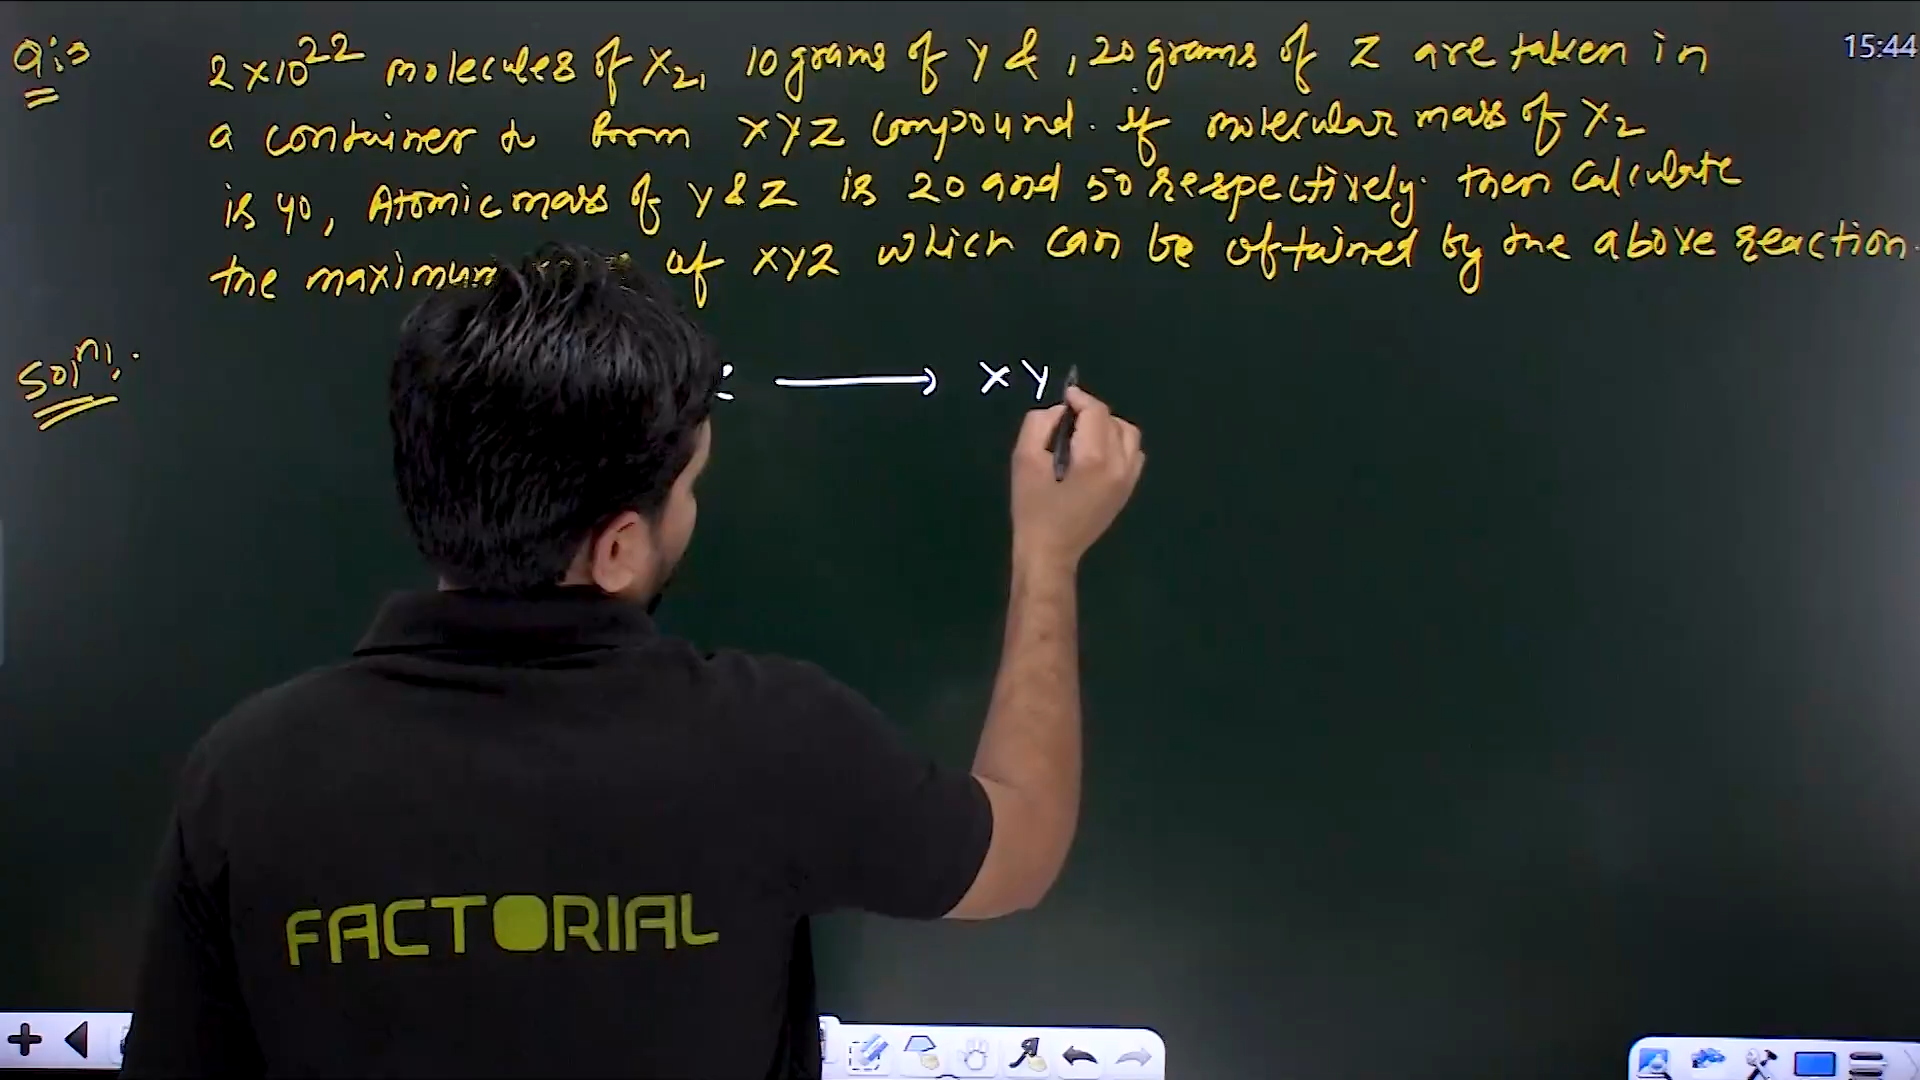 Q:3
15:44
2×10²² molecules of X₂, 10 grams of Y &, 20 grams of Z are taken in
a container to form XYZ compound. if molecular mass of X₂
is 40, Atomic mass of Y & Z is 20 and 50 respectively. then Calculate
the maximum of XYZ which can be obtained by the above reaction.
Solⁿ:
⟶ XY
FACTORIAL